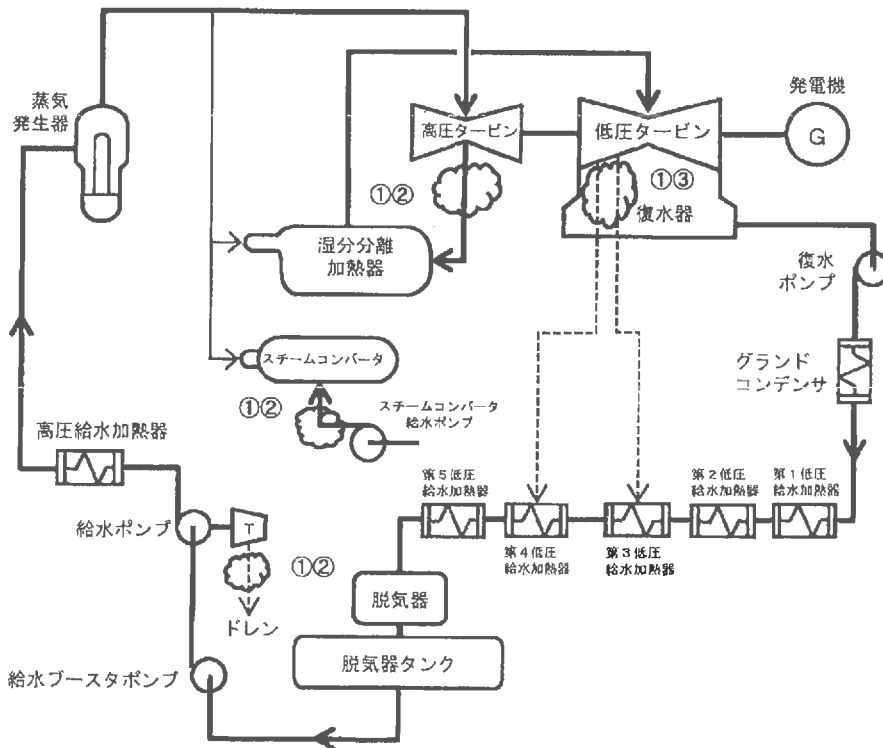 蒸気
発生器
高圧タービン
低圧タービン
発電機
G
①②
①③
復水器
湿分分離
加熱器
復水
ポンプ
スチームコンバータ
グランド
コンデンサ
①②
スチームコンバータ
給水ポンプ
高圧給水加熱器
第5低圧
給水加熱器
第2低圧
給水加熱器
第1低圧
給水加熱器
給水ポンプ
T
第4低圧
給水加熱器
第3低圧
給水加熱器
①②
ドレン
脱気器
脱気器タンク
給水ブースタポンプ